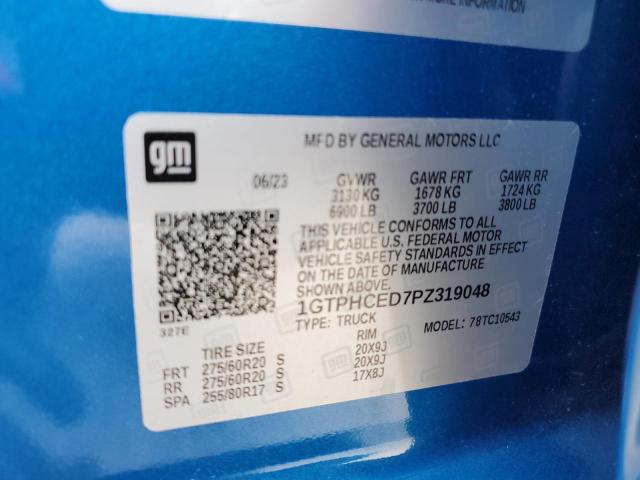 INFORMATION
gm
MFD BY GENERAL MOTORS LLC
06/23 GVWR GAWR FRT GAWR RR
3130 KG 1678 KG 1724 KG
6900 LB 3700 LB 3800 LB
THIS VEHICLE CONFORMS TO ALL
APPLICABLE U.S. FEDERAL MOTOR
VEHICLE SAFETY STANDARDS IN EFFECT
ON THE DATE OF MANUFACTURE
SHOWN ABOVE.
1GTPHCED7PZ319048
TYPE: TRUCK MODEL: 78TC10543
327E
TIRE SIZE RIM
FRT 275/60R20 S 20X9J
RR 275/60R20 S 20X9J
SPA 255/80R17 S 17X8J